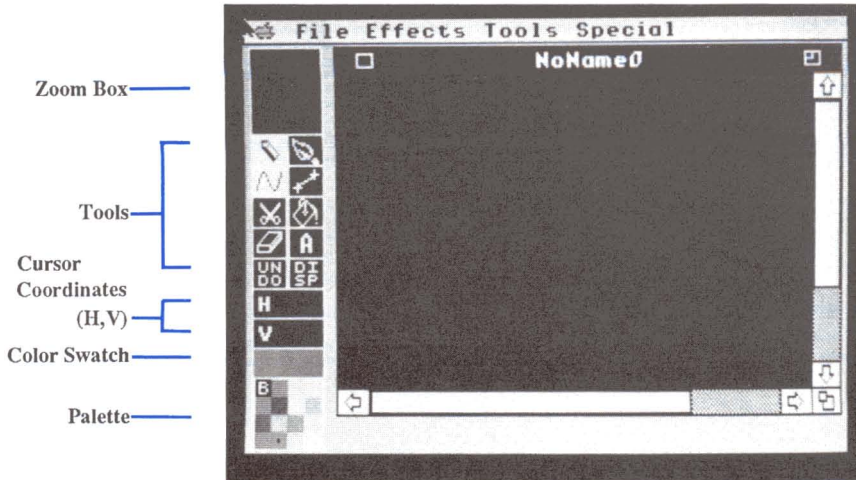 File Effects Tools Special
NoName0
Zoom Box
Tools
UN
DO
DI
SP
A
Cursor
Coordinates
(H,V)
H
V
Color Swatch
B
Palette